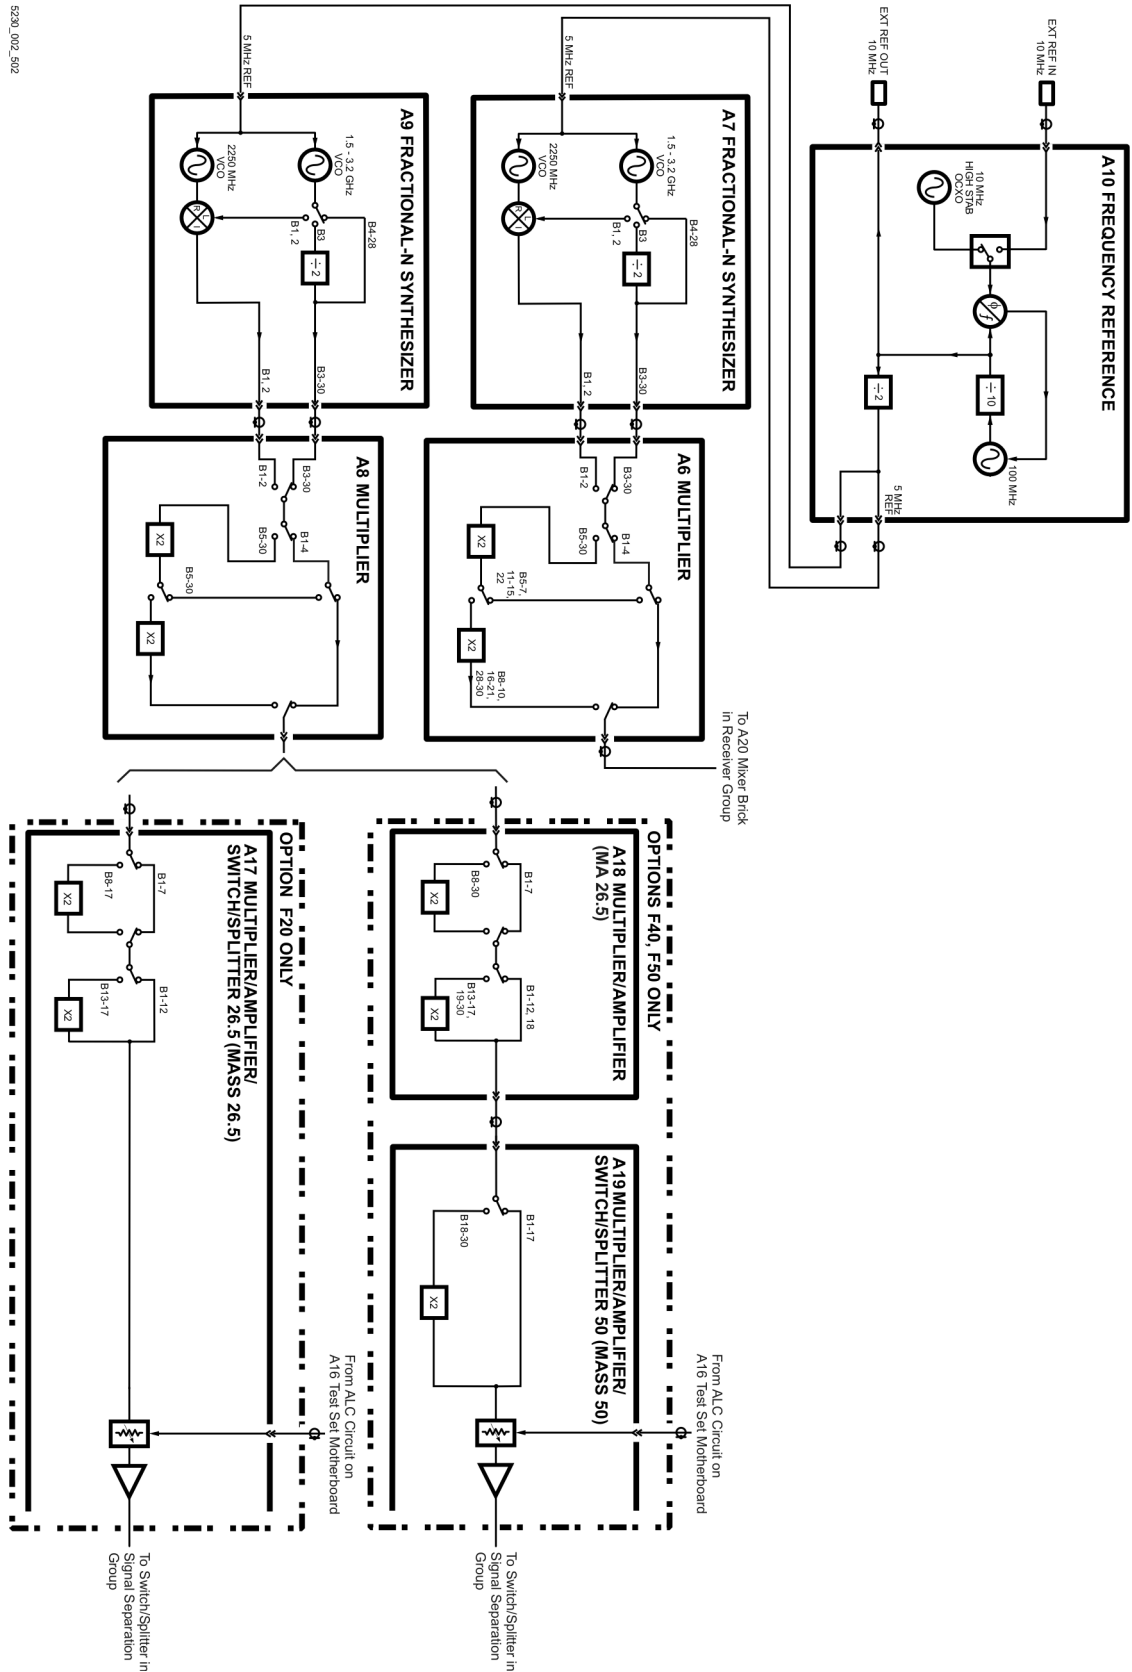 A10 FREQUENCY REFERENCE
EXT REF IN
10 MHz
EXT REF OUT
10 MHz
10 MHz
HIGH STAB
OCXO
ϕ
f
÷ 10
÷ 2
100 MHz
5 MHz
REF
A7 FRACTIONAL-N SYNTHESIZER
5 MHz REF
1.5 - 3.2 GHz
VCO
2250 MHz
VCO
R
L
I
B4-28
B3
B1, 2
÷ 2
B3-30
B1, 2
A6 MULTIPLIER
B3-30
B1-2
B1-4
B5-30
X2
B5-7,
11-15,
22
X2
B8-10,
16-21,
28-30
To A20 Mixer Brick
in Receiver Group
A9 FRACTIONAL-N SYNTHESIZER
5 MHz REF
1.5 - 3.2 GHz
VCO
2250 MHz
VCO
R
L
I
B4-28
B3
B1, 2
÷ 2
B3-30
B1, 2
A8 MULTIPLIER
B3-30
B1-2
B1-4
B5-30
X2
B5-30
X2
OPTIONS F40, F50 ONLY
A18 MULTIPLIER/AMPLIFIER
(MA 26.5)
B1-7
B8-30
X2
B1-12, 18
B13-17,
19-30
X2
A19 MULTIPLIER/AMPLIFIER/
SWITCH/SPLITTER 50 (MASS 50)
B1-17
B18-30
X2
From ALC Circuit on
A16 Test Set Motherboard
To Switch/Splitter in
Signal Separation
Group
OPTION F20 ONLY
A17 MULTIPLIER/AMPLIFIER/
SWITCH/SPLITTER 26.5 (MASS 26.5)
B1-7
B8-17
X2
B1-12
B13-17
X2
From ALC Circuit on
A16 Test Set Motherboard
To Switch/Splitter in
Signal Separation
Group
5230_002_502